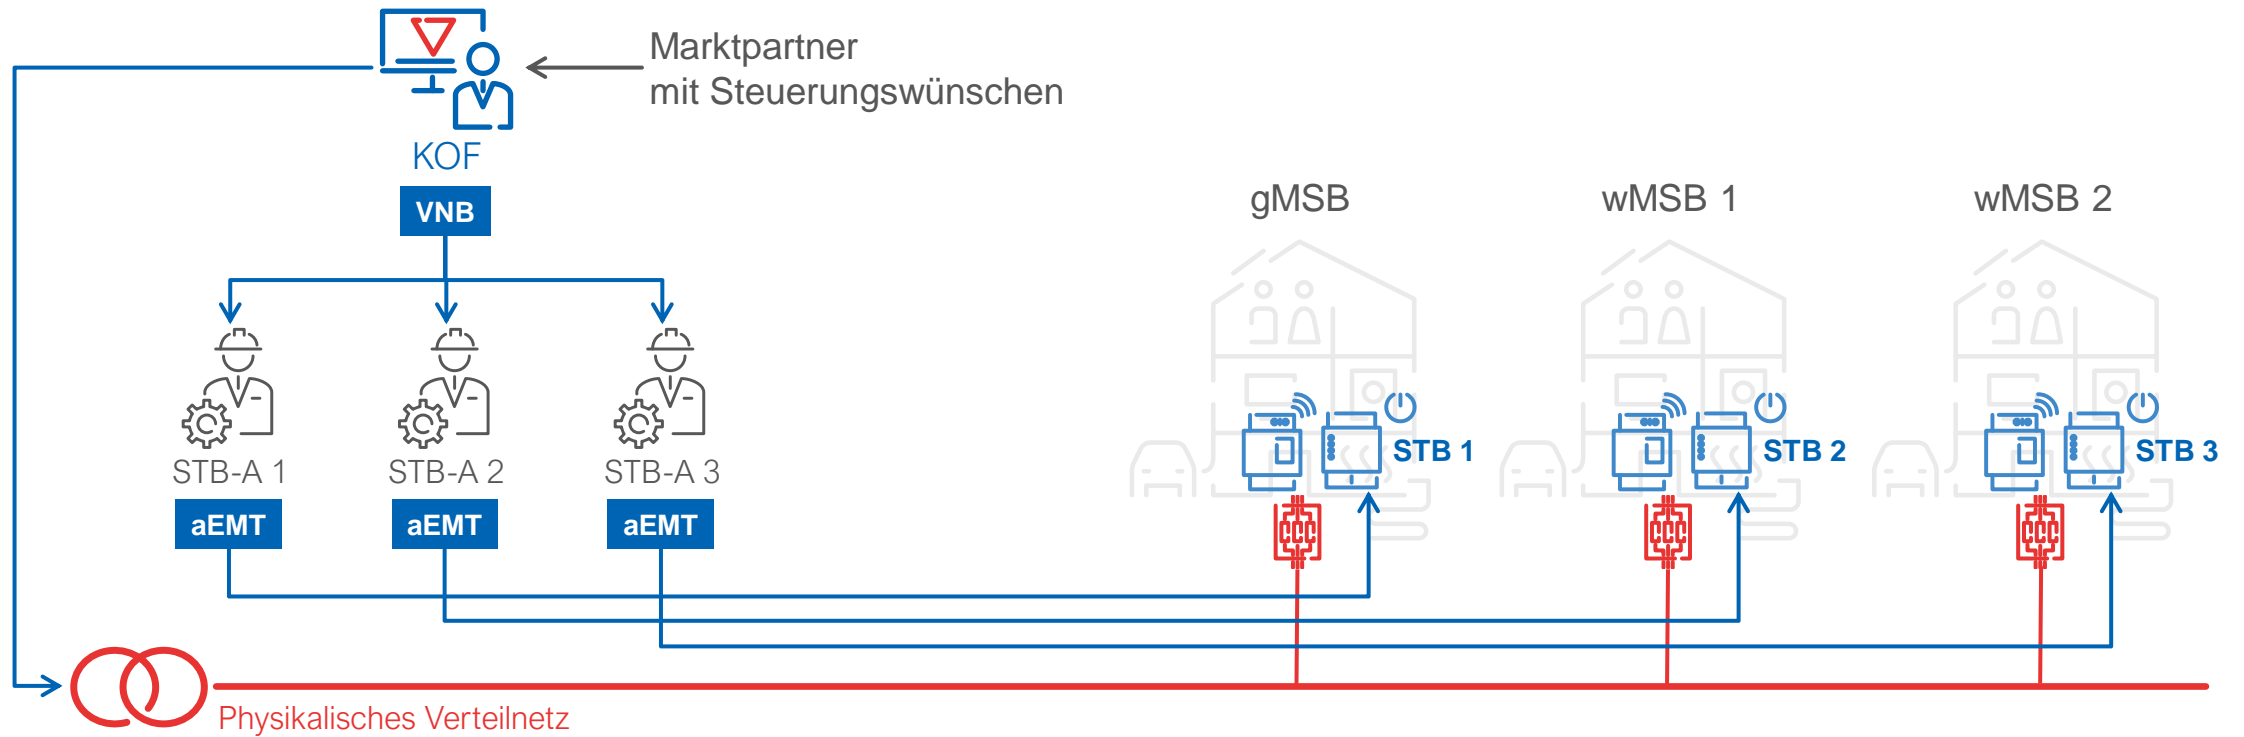 Marktpartner
mit Steuerungswünschen
KOF
VNB
gMSB
wMSB 1
wMSB 2
STB 1
STB 2
STB 3
STB-A 1
STB-A 2
STB-A 3
aEMT
aEMT
aEMT
Physikalisches Verteilnetz